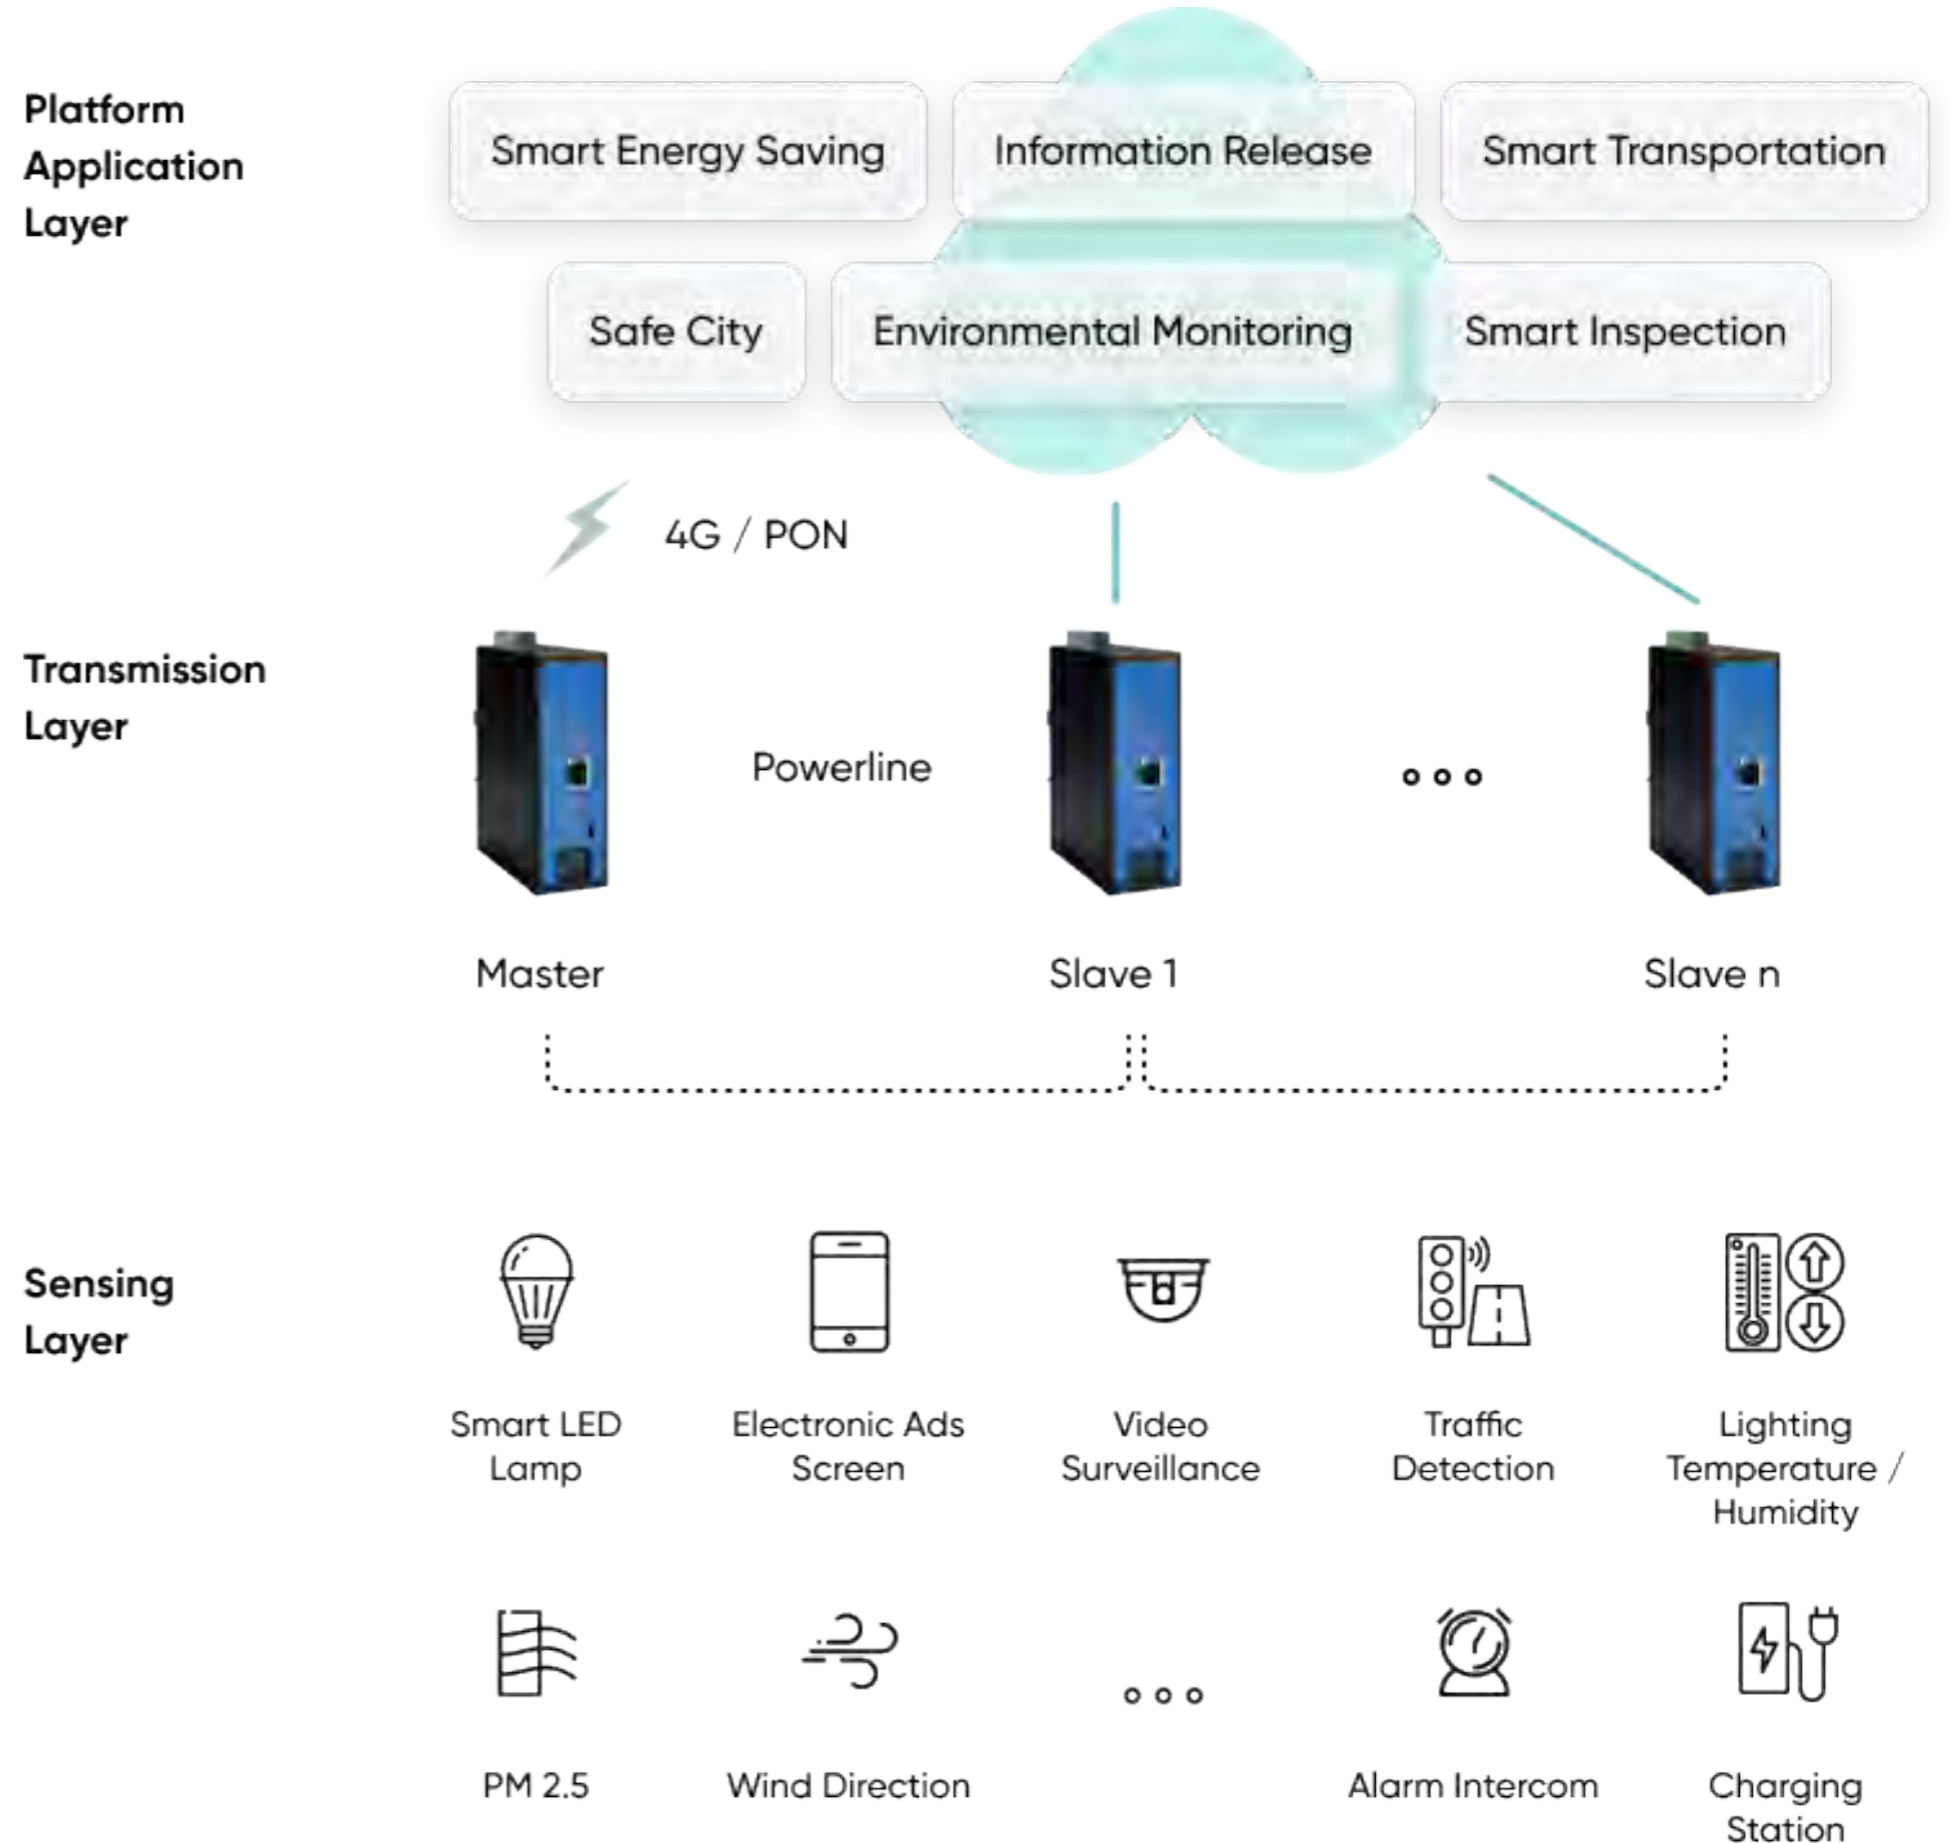 Platform
Application
Layer
Smart Energy Saving
Information Release
Smart Transportation
Safe City
Environmental Monitoring
Smart Inspection
4G / PON
Transmission
Layer
Powerline
Master
Slave 1
Slave n
Sensing
Layer
Smart LED
Lamp
Electronic Ads
Screen
Video
Surveillance
Traffic
Detection
Lighting
Temperature /
Humidity
PM 2.5
Wind Direction
Alarm Intercom
Charging
Station